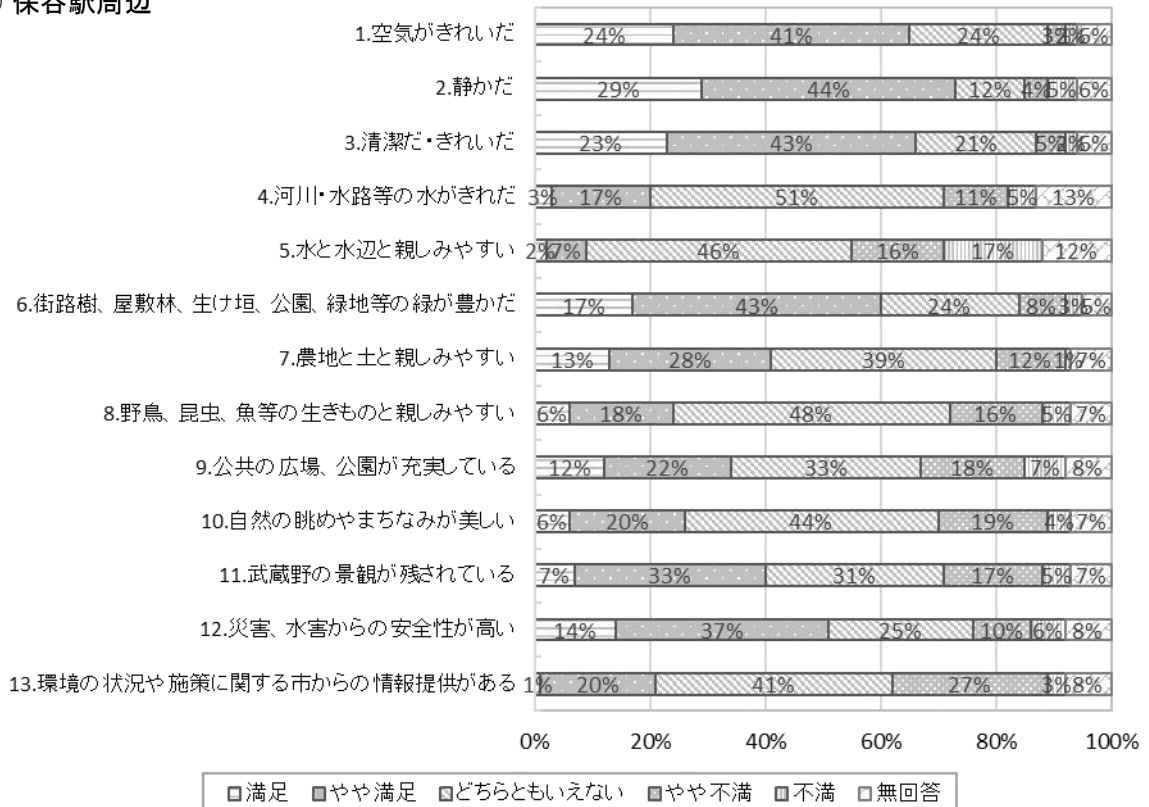 保谷駅周辺
1.空気がきれいだ 24% 41% 24% 3% 2% 6%
2.静かだ 29% 44% 12% 4% 5% 6%
3.清潔だ・きれいだ 23% 43% 21% 5% 2% 6%
4.河川・水路等の水がきれだ 3% 17% 51% 11% 5% 13%
5.水と水辺と親しみやすい 2% 7% 46% 16% 17% 12%
6.街路樹、屋敷林、生け垣、公園、緑地等の緑が豊かだ 17% 43% 24% 8% 3% 5%
7.農地と土と親しみやすい 13% 28% 39% 12% 1% 7%
8.野鳥、昆虫、魚等の生きものと親しみやすい 6% 18% 48% 16% 5% 7%
9.公共の広場、公園が充実している 12% 22% 33% 18% 7% 8%
10.自然の眺めやまちなみが美しい 6% 20% 44% 19% 4% 7%
11.武蔵野の景観が残されている 7% 33% 31% 17% 5% 7%
12.災害、水害からの安全性が高い 14% 37% 25% 10% 6% 8%
13.環境の状況や施策に関する市からの情報提供がある 1% 20% 41% 27% 3% 8%
0% 20% 40% 60% 80% 100%
満足 やや満足 どちらともいえない やや不満 不満 無回答